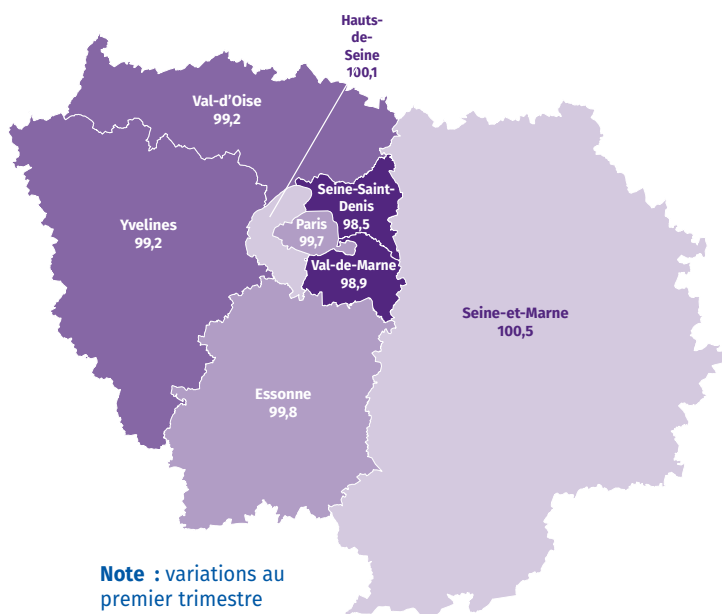 Hauts-
de-
Seine
100,1
Val-d’Oise
99,2
Seine-Saint-
Denis
98,5
Yvelines
99,2
Paris
99,7
Val-de-Marne
98,9
Seine-et-Marne
100,5
Essonne
99,8
Note : variations au
premier trimestre